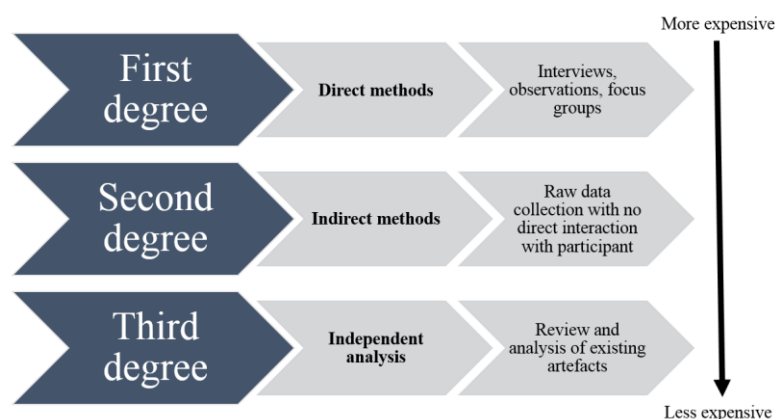 More expensive
First
degree
Direct methods
Interviews,
observations, focus
groups
Second
degree
Indirect methods
Raw data
collection with no
direct interaction
with participant
Third
degree
Independent
analysis
Review and
analysis of existing
artefacts
Less expensive